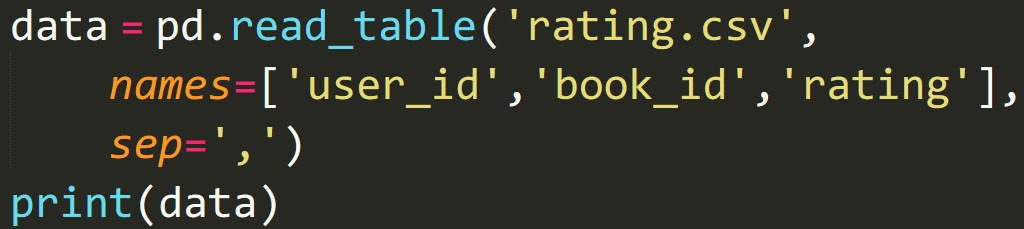 data = pd.read_table('rating.csv',
    names=['user_id','book_id','rating'],
    sep=',')
print(data)